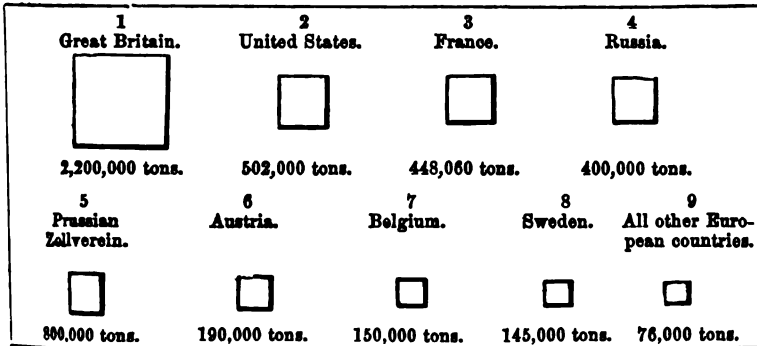 1
Great Britain.
2,200,000 tons.
2
United States.
502,000 tons.
3
France.
448,060 tons.
4
Russia.
400,000 tons.
5
Prussian
Zollverein.
300,000 tons.
6
Austria.
190,000 tons.
7
Belgium.
150,000 tons.
8
Sweden.
145,000 tons.
9
All other Euro-
pean countries.
76,000 tons.